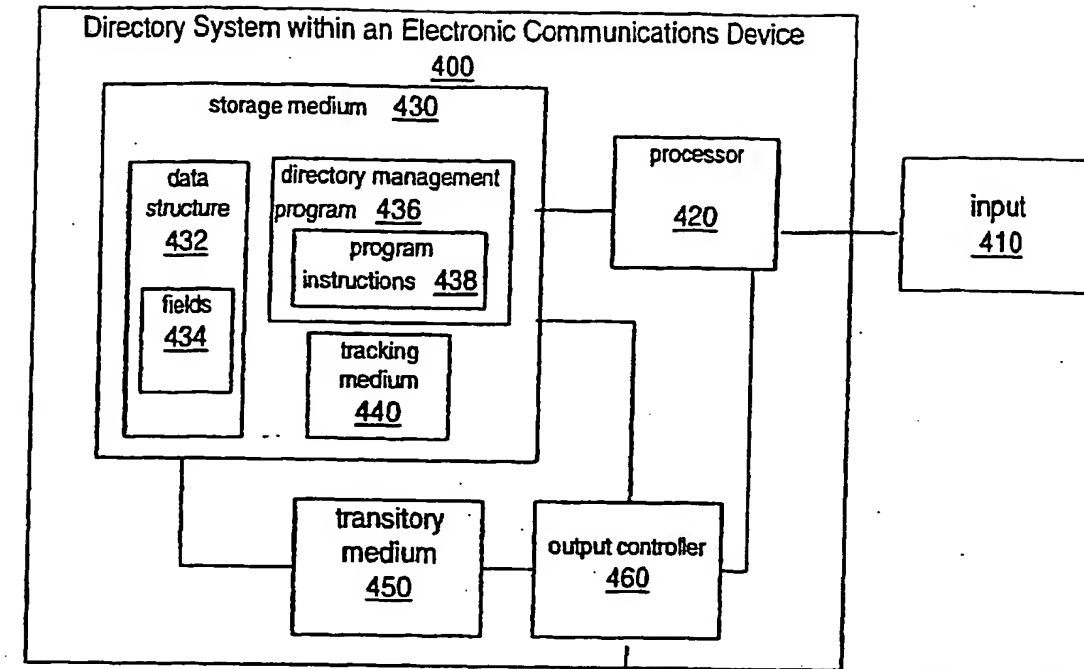 Directory System within an Electronic Communications Device
400
storage medium 430
data
structure
432
fields
434
directory management
program 436
program
instructions 438
tracking
medium
440
processor
420
input
410
transitory
medium
450
output controller
460